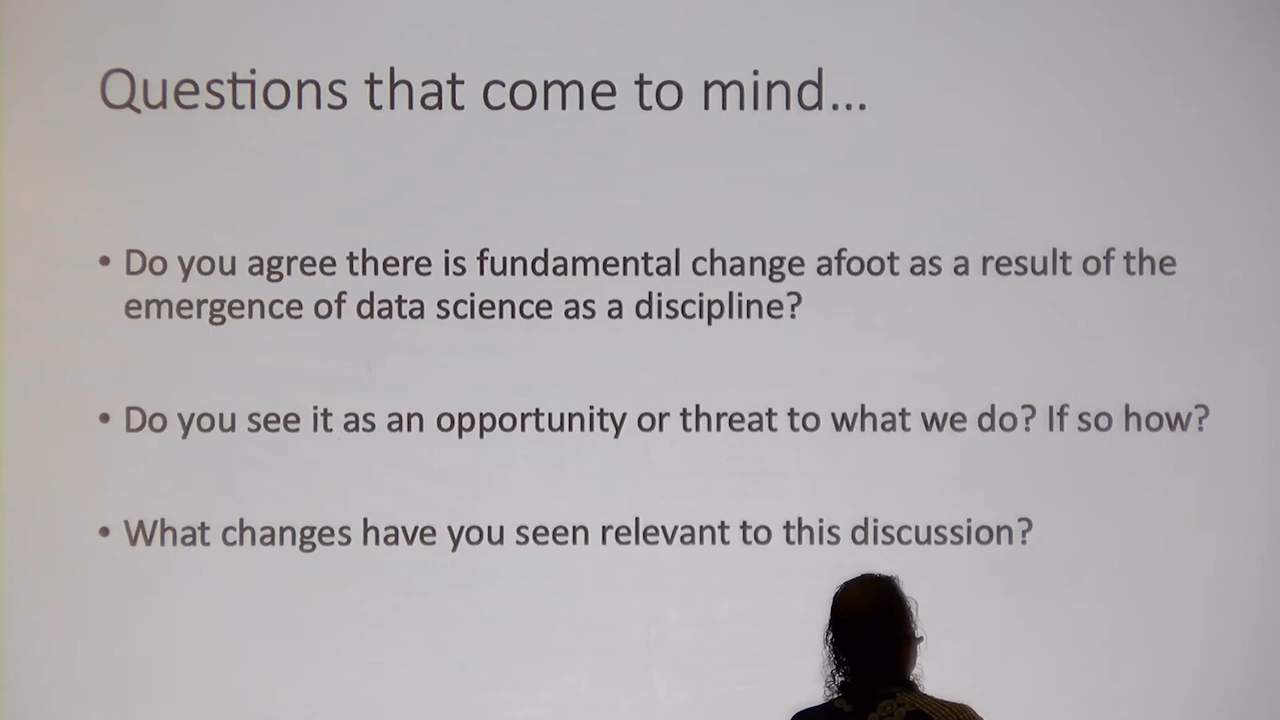 Questions that come to mind...
• Do you agree there is fundamental change afoot as a result of the
emergence of data science as a discipline?
• Do you see it as an opportunity or threat to what we do? If so how?
• What changes have you seen relevant to this discussion?